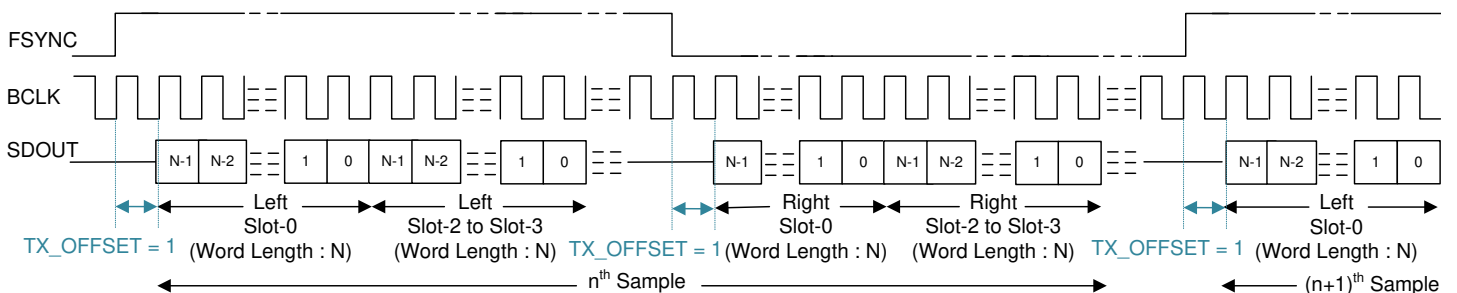 FSYNC
BCLK
SDOUT
N-1 N-2 1 0 N-1 N-2 1 0 N-1 1 0 N-1 N-2 1 0 N-1 N-2 1 0
Left Left Right Right Left
Slot-0 Slot-2 to Slot-3 Slot-0 Slot-2 to Slot-3 Slot-0
TX_OFFSET = 1 (Word Length : N) (Word Length : N) TX_OFFSET = 1 (Word Length : N) (Word Length : N) TX_OFFSET = 1 (Word Length : N)
nth Sample (n+1)th Sample